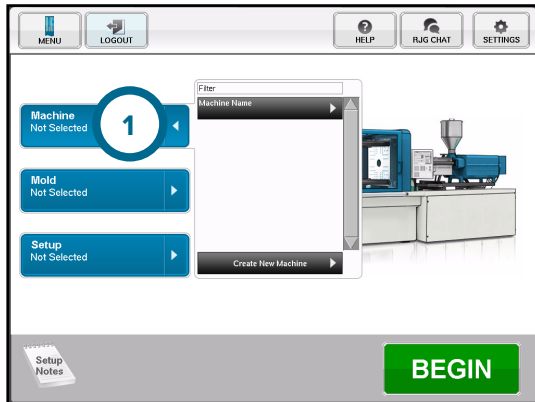 MENU
LOGOUT
HELP
RJG CHAT
SETTINGS
Filter
Machine
Not Selected
1
Machine Name
Mold
Not Selected
Setup
Not Selected
Create New Machine
Setup
Notes
BEGIN